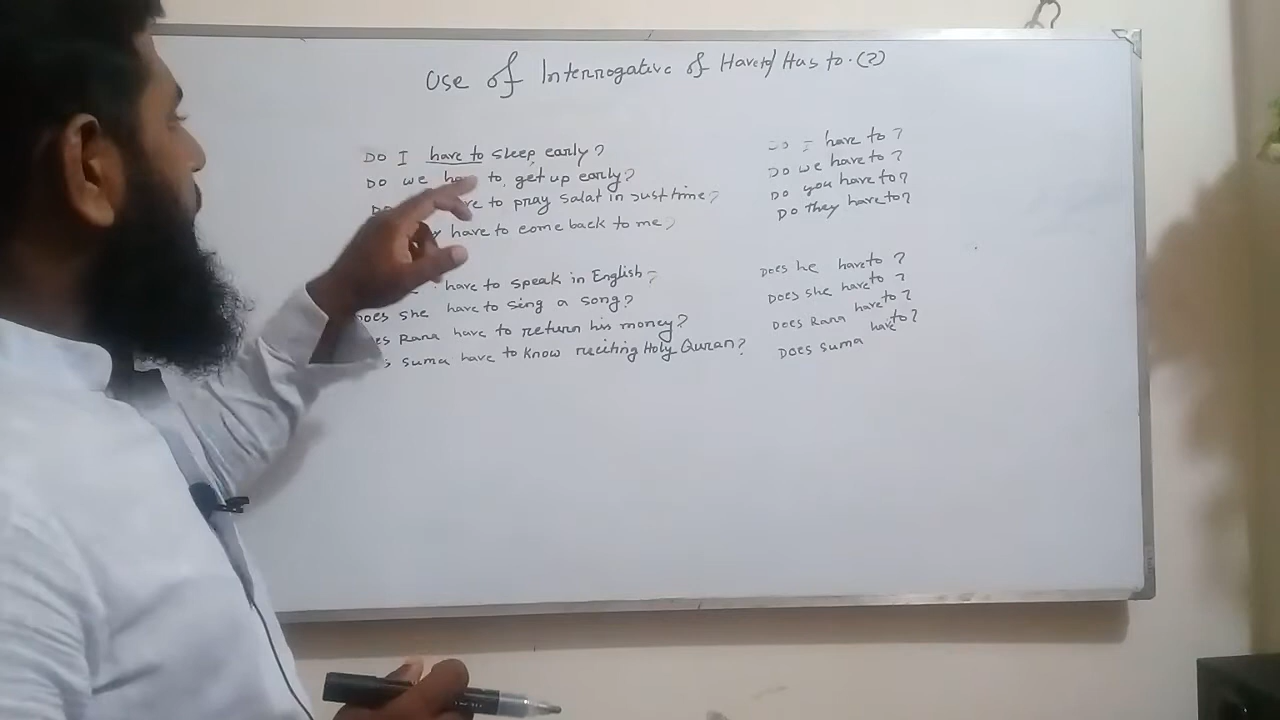 Use of Interrogative of Have to/ Has to. (?)
Do I have to sleep early?
Do we have to get up early?
to pray Salat in Just time?
have to come back to me?
have to speak in English?
Does she have to sing a song?
Rana have to return his money?
Suma have to know reciting Holy Quran?
Do I have to?
Do we have to?
Do you have to?
Do they have to?
Does he have to?
Does she have to?
Does Rana have to?
Does suma have to?